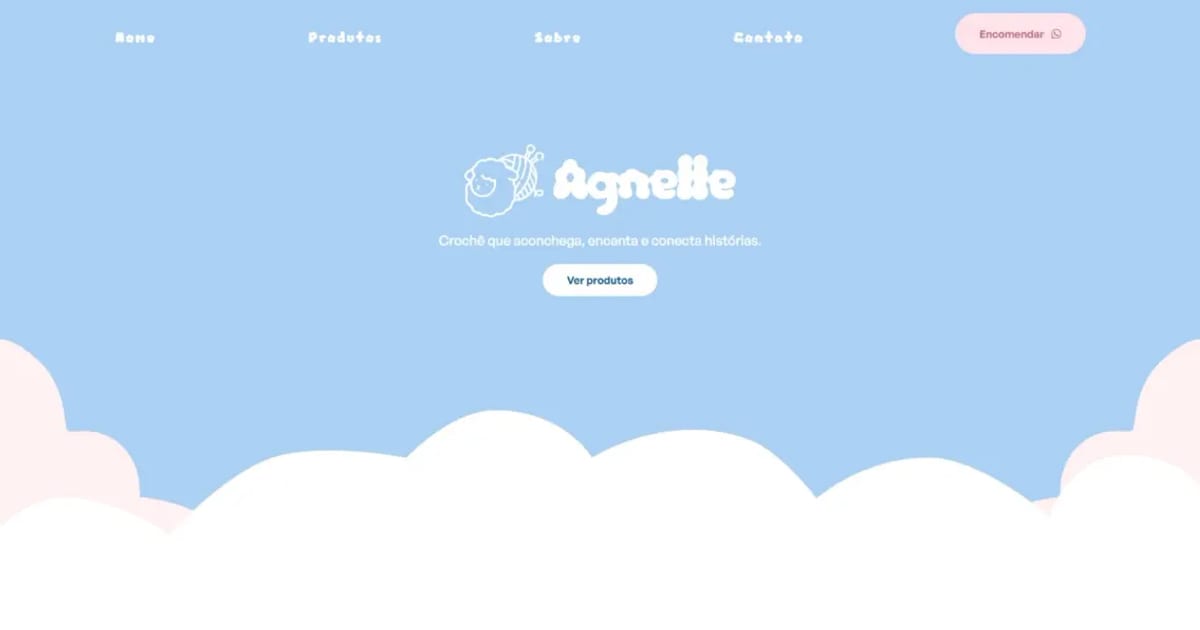 Home
Produtos
Sobre
Contato
Encomendar
Agnelle
Crochê que aconchega, encanta e conecta histórias.
Ver produtos